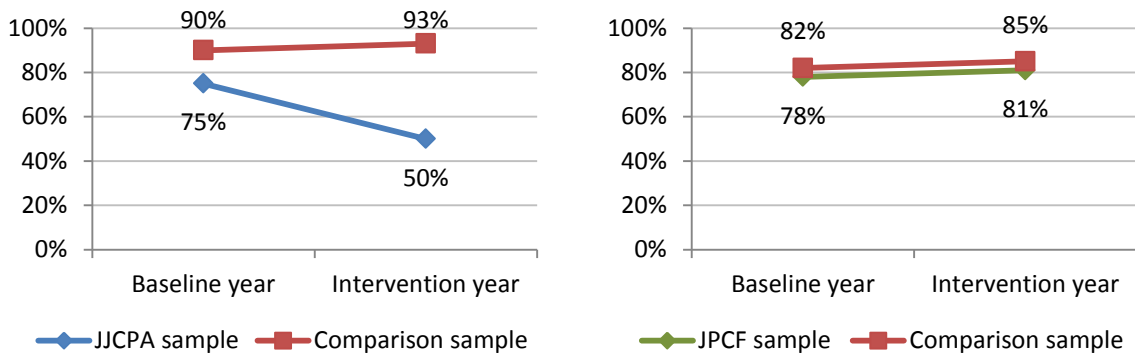 100%
80%
60%
40%
20%
0%
90%
93%
75%
50%
Baseline year
Intervention year
JJCPA sample
Comparison sample
100%
80%
60%
40%
20%
0%
82%
85%
78%
81%
Baseline year
Intervention year
JPCF sample
Comparison sample